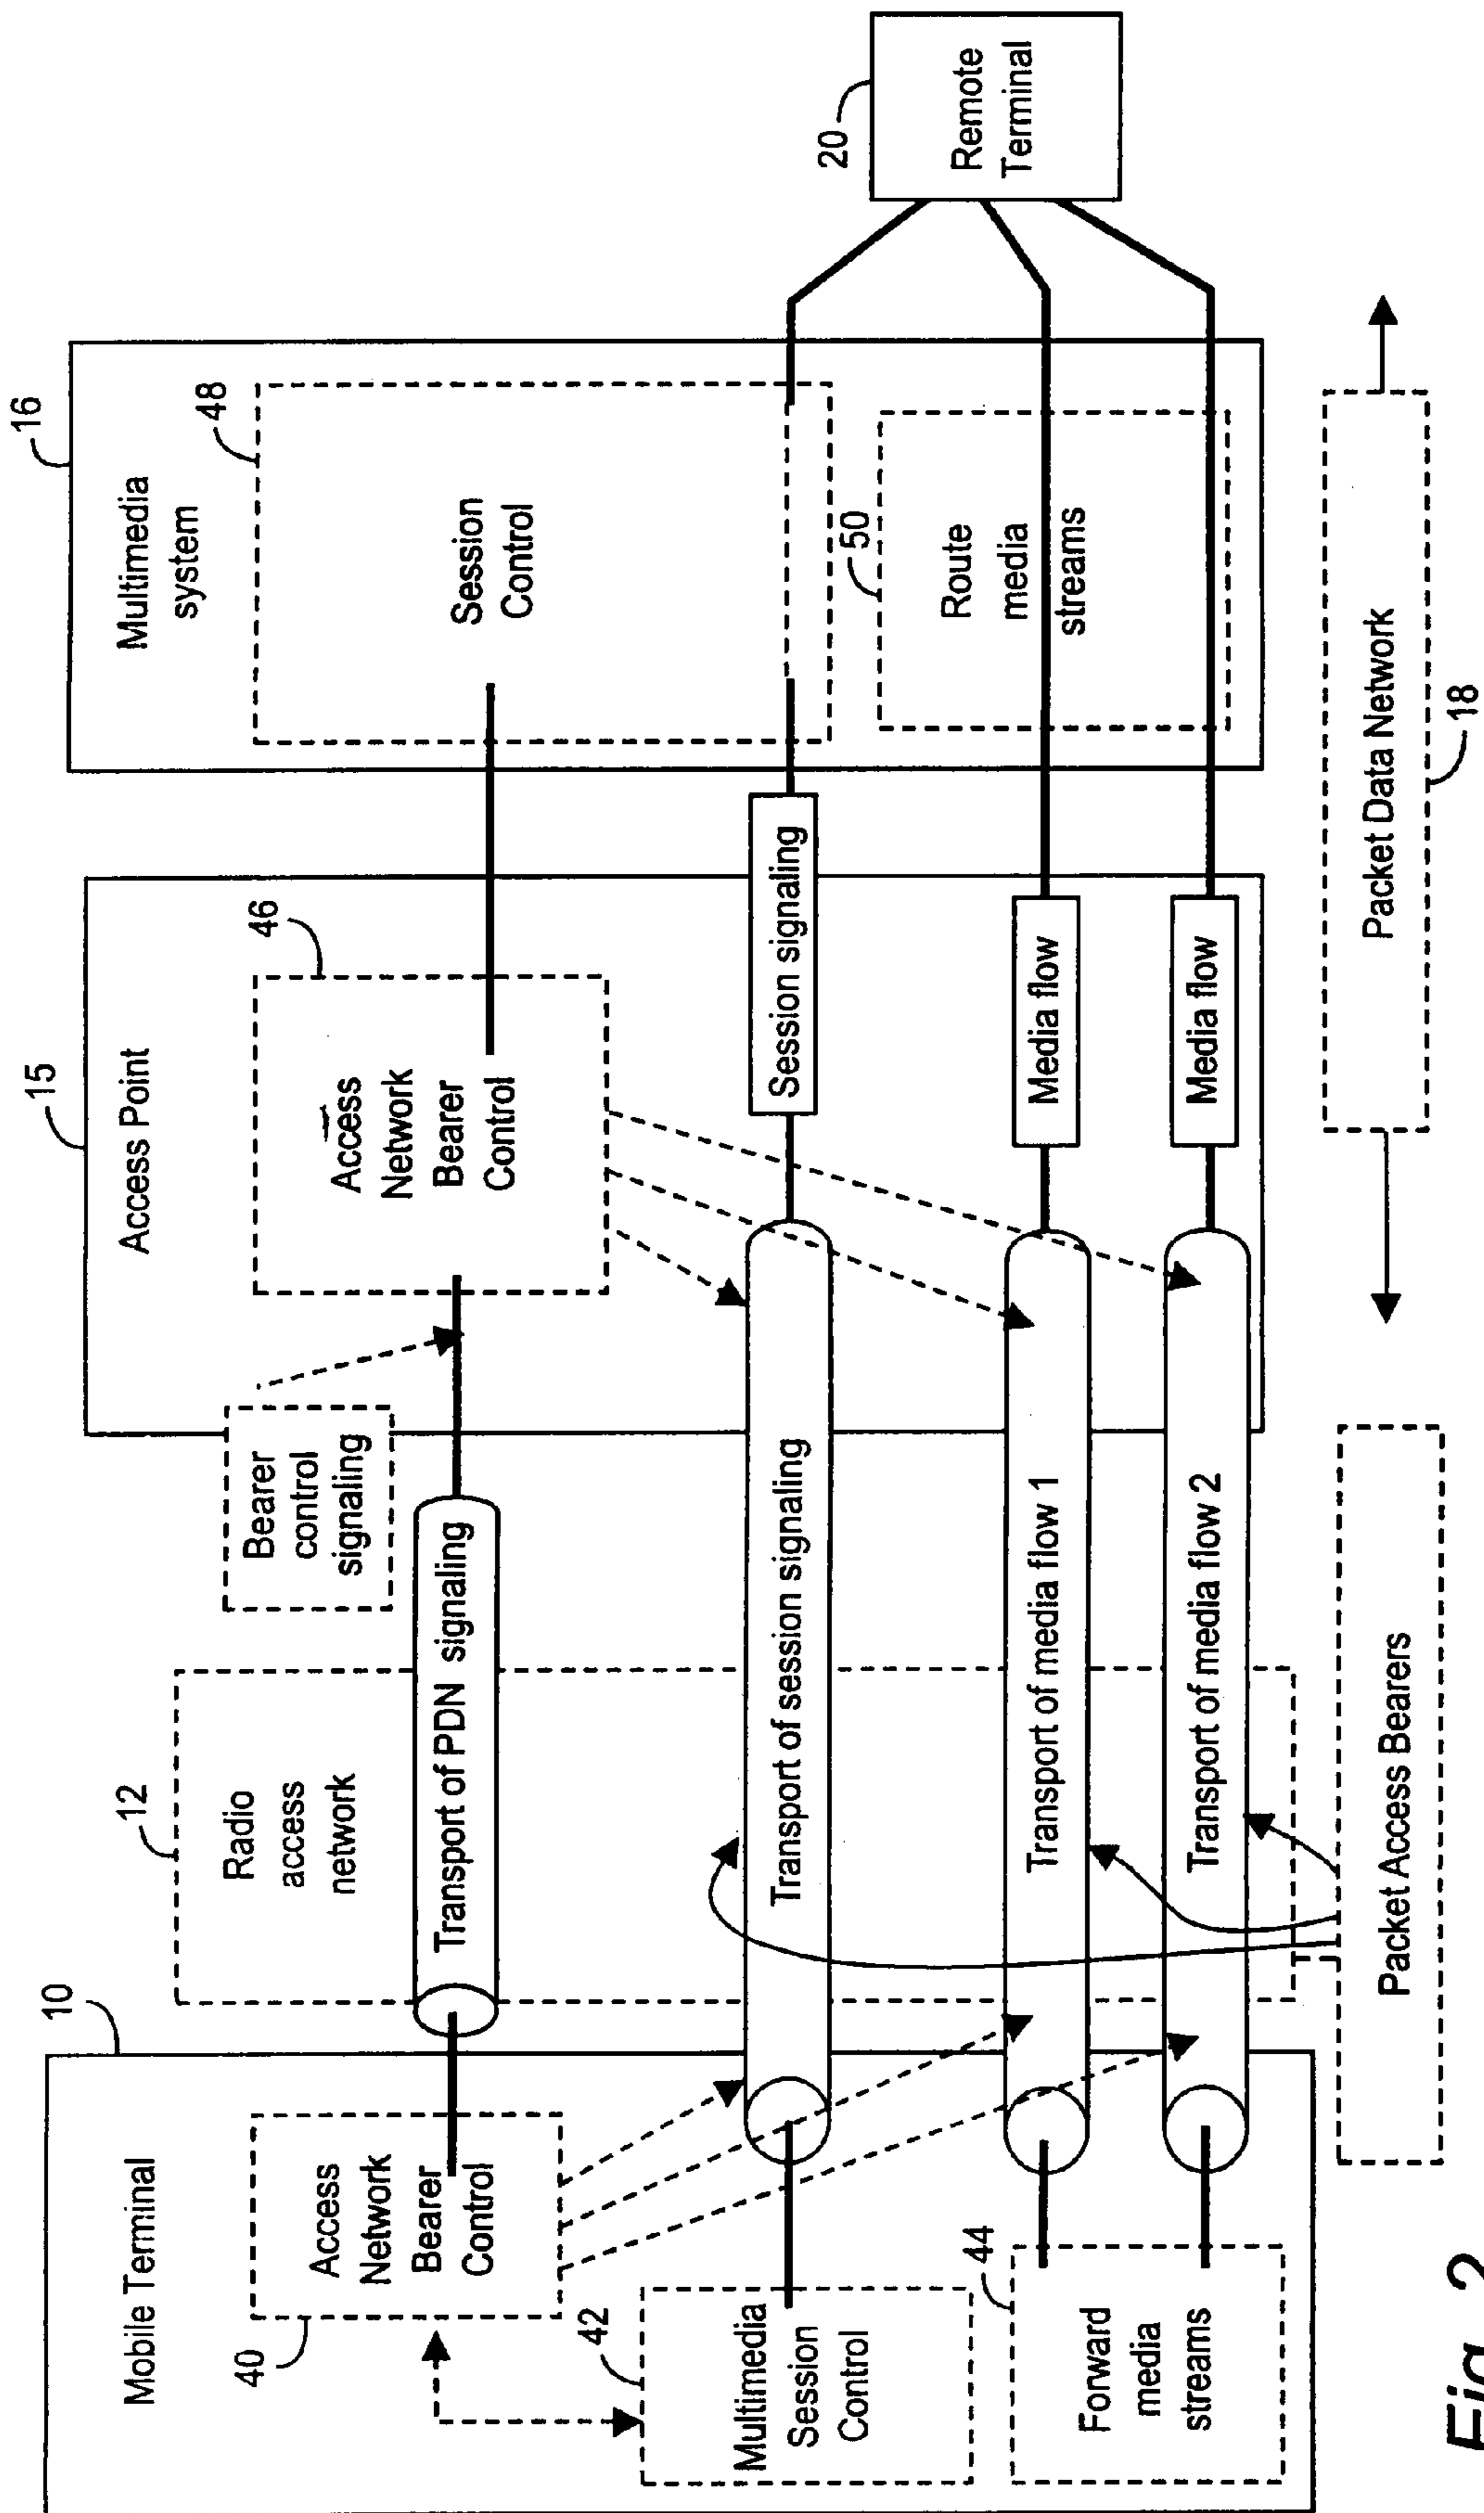 10
Mobile Terminal
40
Access
Network
Bearer
Control
42
Multimedia
Session
Control
44
Forward
media
streams
12
Radio
access
network
Transport of PDN signaling
Bearer
control
signaling
Transport of session signaling
Transport of media flow 1
Transport of media flow 2
Packet Access Bearers
15
Access Point
46
Access
Network
Bearer
Control
Session signaling
Media flow
Media flow
16
Multimedia
system
48
Session
Control
50
Route
media
streams
Packet Data Network
18
20
Remote
Terminal
Fig. 2